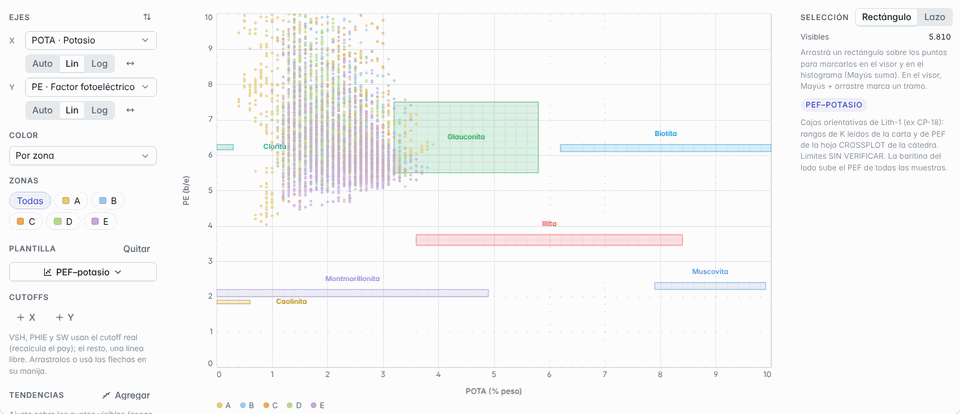 EJES
X POTA · Potasio
Auto Lin Log
Y PE · Factor fotoeléctrico
Auto Lin Log
COLOR
Por zona
ZONAS
Todas A B
C D E
PLANTILLA Quitar
PEF–potasio
CUTOFFS
+ X + Y
VSH, PHIE y SW usan el cutoff real
(recalcula el pay); el resto, una línea
libre. Arrastralos o usá las flechas en
su manija.
TENDENCIAS Agregar
PE (b/e)
10
9
8
7
6
5
4
3
2
1
0
Clorita
Glauconita
Biotita
Illita
Montmorillonita
Muscovita
Caolinita
0 1 2 3 4 5 6 7 8 9 10
POTA (% peso)
A B C D E
SELECCIÓN Rectángulo Lazo
Visibles 5.810
Arrastrá un rectángulo sobre los puntos
para marcarlos en el visor y en el
histograma (Mayús suma). En el visor,
Mayús + arrastre marca un tramo.
PEF–POTASIO
Cajas orientativas de Lith-1 (ex CP-18):
rangos de K leídos de la carta y de PEF
de la hoja CROSSPLOT de la cátedra.
Límites SIN VERIFICAR. La baritina del
lodo sube el PEF de todas las muestras.